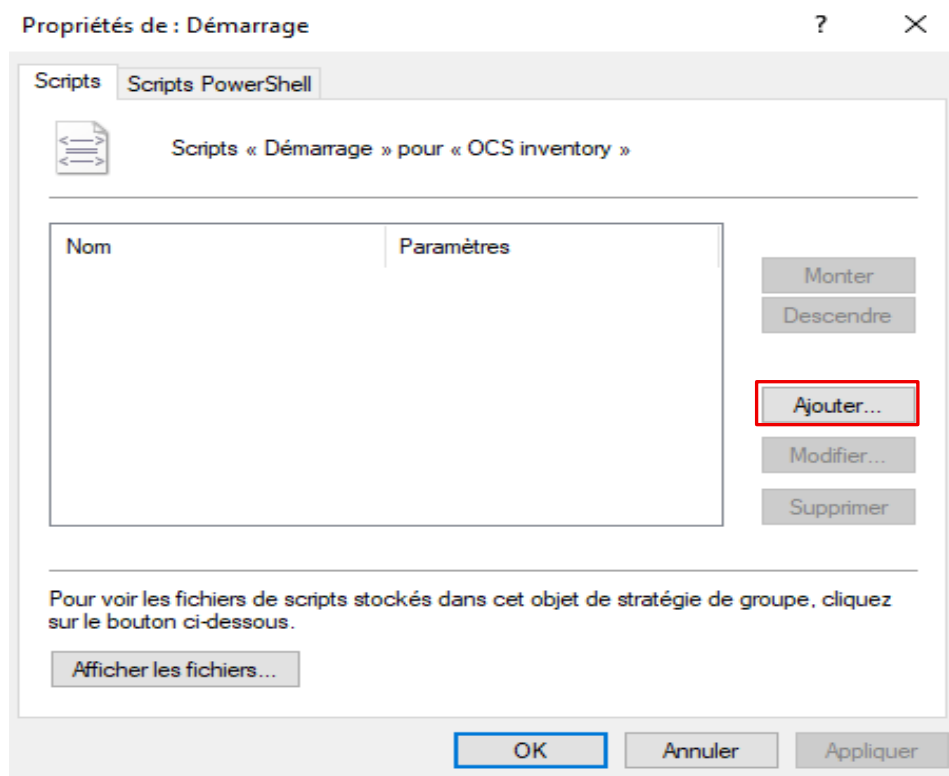 Propriétés de : Démarrage ? ×
Scripts Scripts PowerShell
Scripts « Démarrage » pour « OCS inventory »
Nom Paramètres
Monter
Descendre
Ajouter...
Modifier...
Supprimer
Pour voir les fichiers de scripts stockés dans cet objet de stratégie de groupe, cliquez
sur le bouton ci-dessous.
Afficher les fichiers...
OK Annuler Appliquer